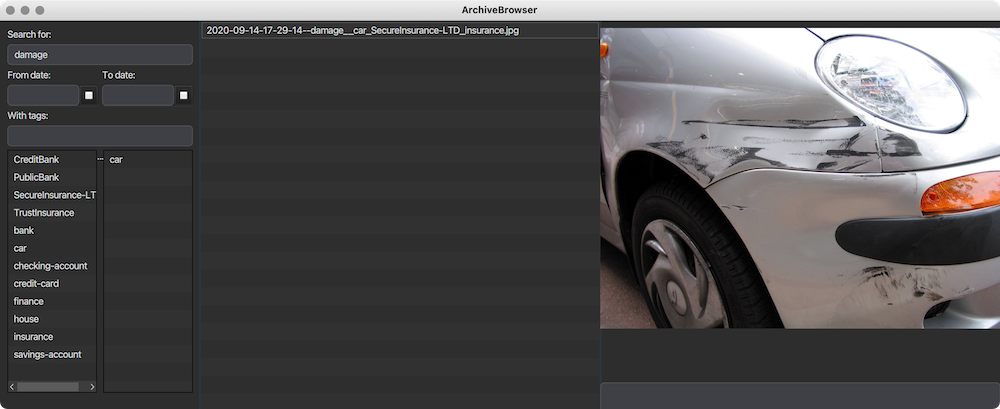 ArchiveBrowser
Search for:
damage
From date:
To date:
With tags:
CreditBank
PublicBank
SecureInsurance-LT
TrustInsurance
bank
car
checking-account
credit-card
finance
house
insurance
savings-account
car
2020-09-14-17-29-14--damage__car_SecureInsurance-LTD_insurance.jpg